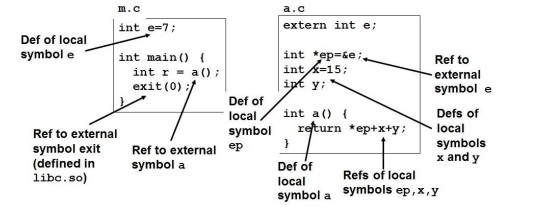 m.c
int e=7;
int main() {
int r = a();
exit(0);
}
Def of local
symbol e
Ref to external
symbol exit
(defined in
libc.so)
Ref to external
symbol a
a.c
extern int e;
int *ep=&e;
int x=15;
int y;
int a() {
return *ep+x+y;
}
Def of
local
symbol
ep
Ref to
external
symbol e
Defs of
local
symbols
x and y
Def of
local
symbol a
Refs of local
symbols ep,x,y